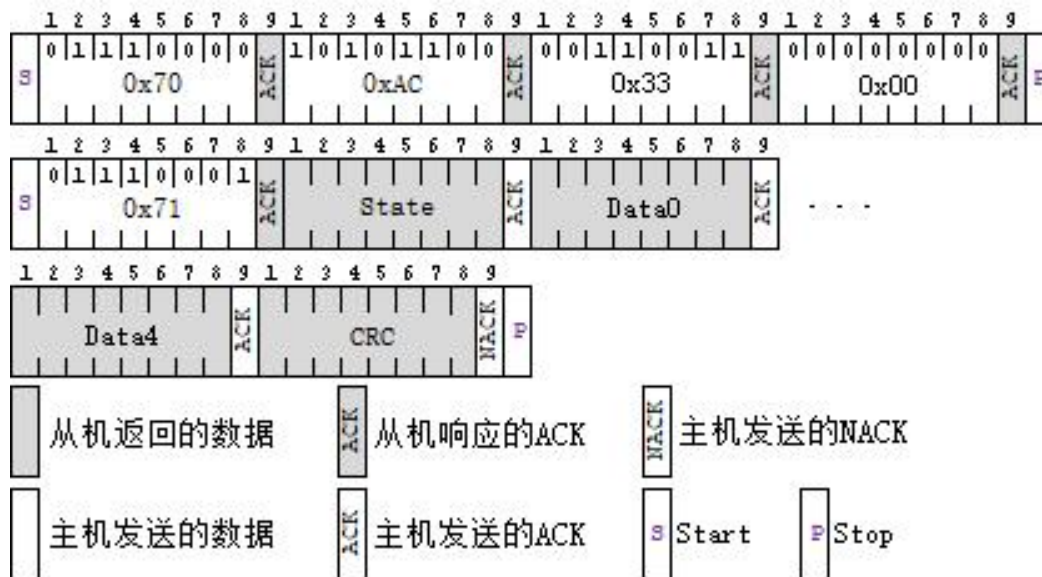 1 2 3 4 5 6 7 8 9 1 2 3 4 5 6 7 8 9 1 2 3 4 5 6 7 8 9 1 2 3 4 5 6 7 8 9
S 0 1 1 1 0 0 0 0 ACK 1 0 1 0 1 1 0 0 ACK 0 0 1 1 0 0 1 1 ACK 0 0 0 0 0 0 0 0 ACK P
0x70 0xAC 0x33 0x00
1 2 3 4 5 6 7 8 9 1 2 3 4 5 6 7 8 9 1 2 3 4 5 6 7 8 9
S 0 1 1 1 0 0 0 1 ACK State ACK Data0 ACK ----
0x71
1 2 3 4 5 6 7 8 9 1 2 3 4 5 6 7 8 9
Data4 ACK CRC NACK P
从机返回的数据 ACK 从机响应的ACK NACK 主机发送的NACK
主机发送的数据 ACK 主机发送的ACK S Start P Stop